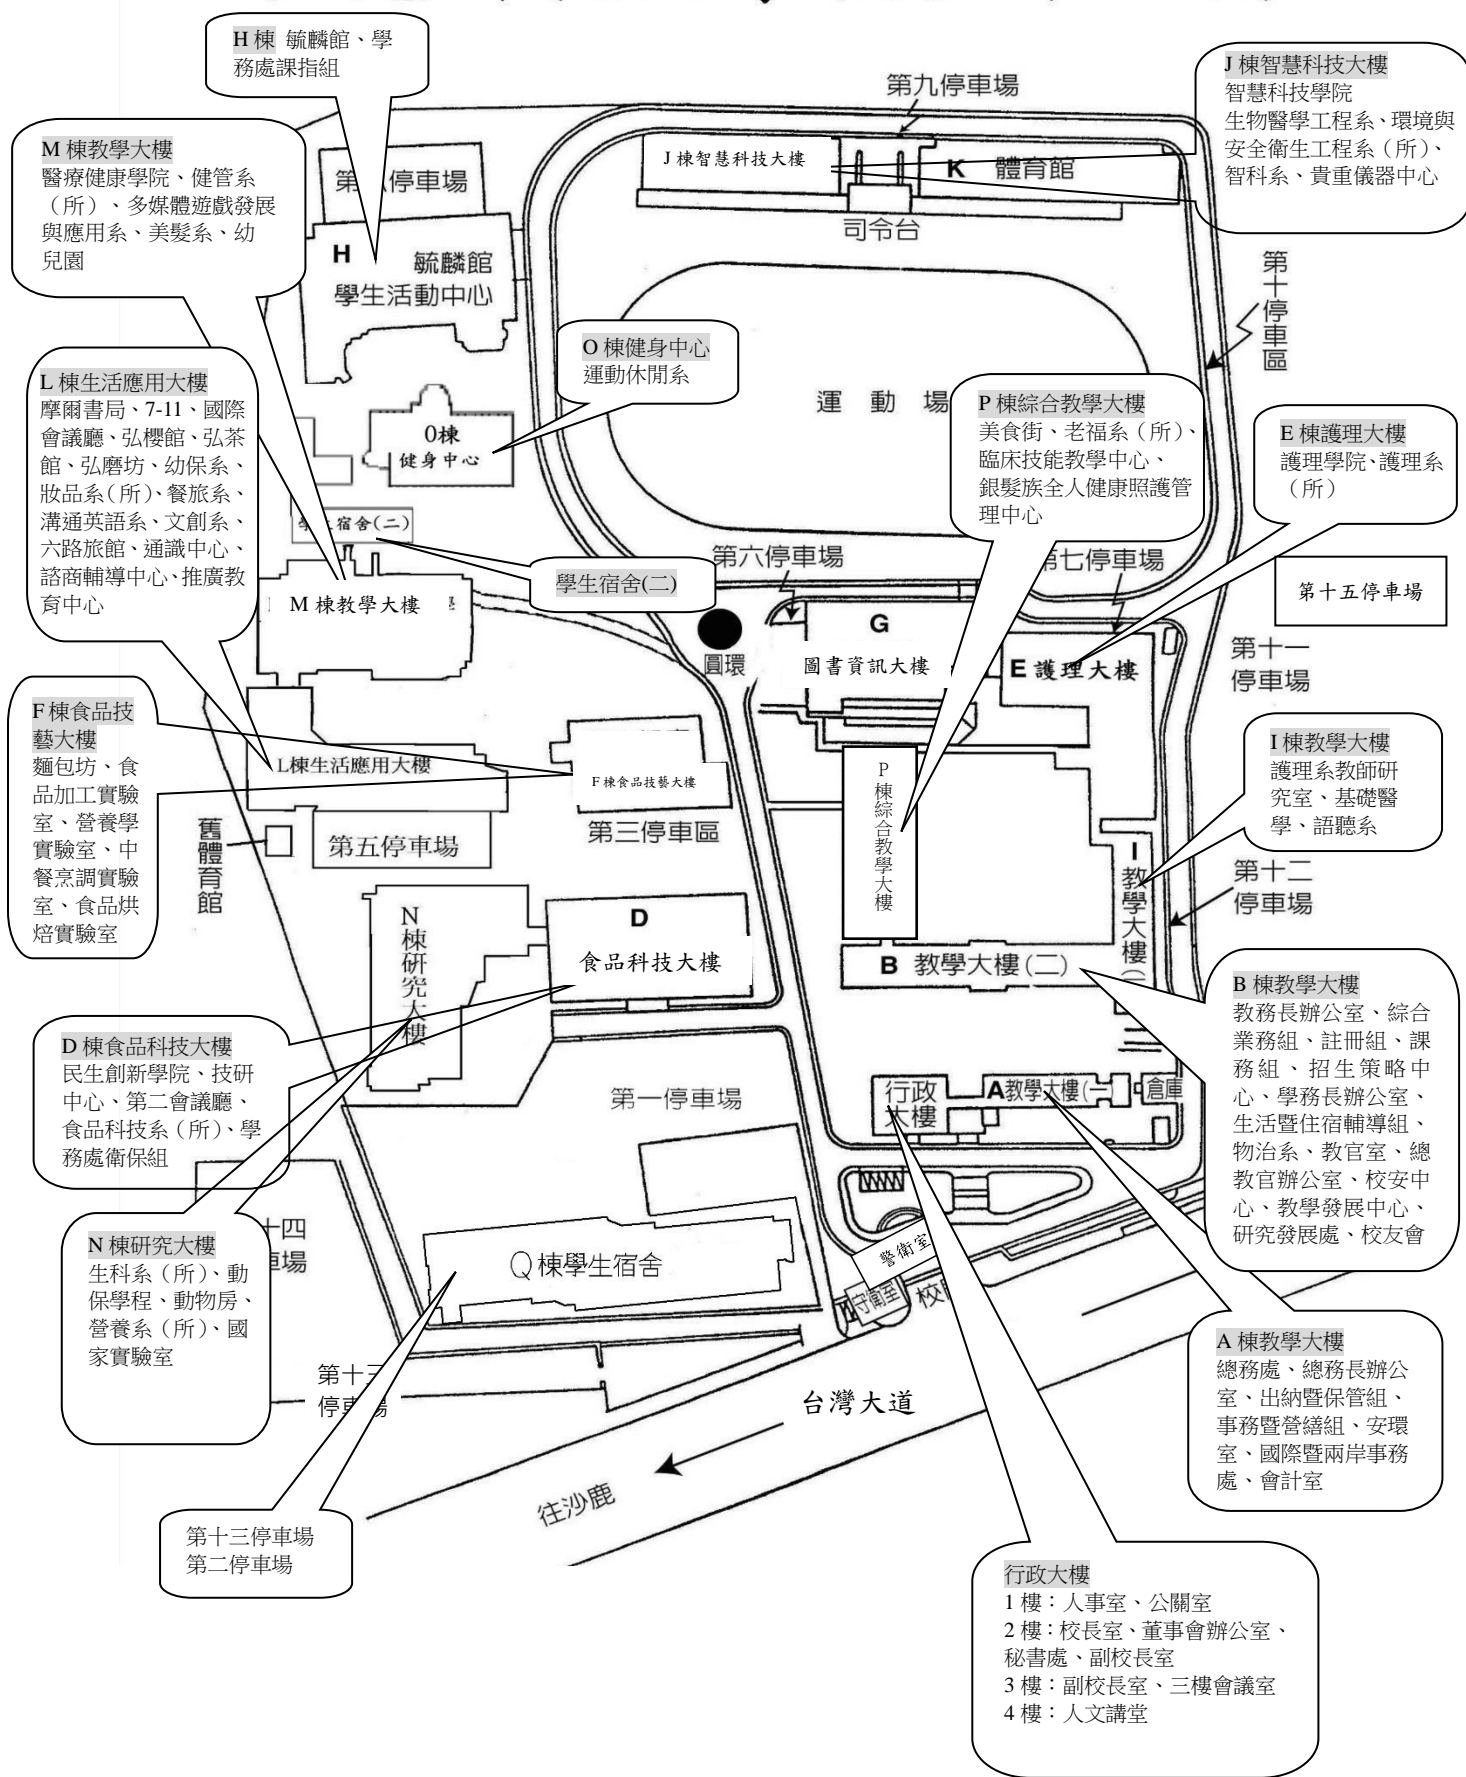 H 棟 毓麟館、學
務處課指組
J 棟智慧科技大樓
智慧科技學院
生物醫學工程系、環境與
安全衛生工程系（所）、
智科系、貴重儀器中心
M 棟教學大樓
醫療健康學院、健管系
（所）、多媒體遊戲發展
與應用系、美髮系、幼
兒園
第九停車場
J 棟智慧科技大樓
K 體育館
司令台
停車場
H 毓麟館
學生活動中心
第十停車區
O 棟健身中心
運動休閒系
L 棟生活應用大樓
摩爾書局、7-11、國際
會議廳、弘櫻館、弘茶
館、弘磨坊、幼保系、
妝品系（所）、餐旅系、
溝通英語系、文創系、
六路旅館、通識中心、
諮商輔導中心、推廣教
育中心
運動場
P 棟綜合教學大樓
美食街、老福系（所）、
臨床技能教學中心、
銀髮族全人健康照護管
理中心
E 棟護理大樓
護理學院、護理系
（所）
O棟
健身中心
宿舍(二)
學生宿舍(二)
第六停車場
第七停車場
第十五停車場
M 棟教學大樓
圓環
G
圖書資訊大樓
E 護理大樓
第十一
停車場
F 棟食品技
藝大樓
麵包坊、食
品加工實驗
室、營養學
實驗室、中
餐烹調實驗
室、食品烘
焙實驗室
L棟生活應用大樓
F 棟食品技藝大樓
第三停車區
P棟綜合教學大樓
I 棟教學大樓
護理系教師研
究室、基礎醫
學、語聽系
舊體育館
第五停車場
I 教學大樓(
第十二
停車場
N棟研究大樓
D
食品科技大樓
B 教學大樓(二)
B 棟教學大樓
教務長辦公室、綜合
業務組、註冊組、課
務組、招生策略中
心、學務長辦公室、
生活暨住宿輔導組、
物治系、教官室、總
教官辦公室、校安中
心、教學發展中心、
研究發展處、校友會
D 棟食品科技大樓
民生創新學院、技研
中心、第二會議廳、
食品科技系（所）、學
務處衛保組
第一停車場
行政
大樓
A教學大樓(一
倉庫
N 棟研究大樓
生科系（所）、動
保學程、動物房、
營養系（所）、國
家實驗室
十四
車場
Q棟學生宿舍
警衛室
守衛室
校
A 棟教學大樓
總務處、總務長辦公
室、出納暨保管組、
事務暨營繕組、安環
室、國際暨兩岸事務
處、會計室
第十三
停車場
台灣大道
往沙鹿
第十三停車場
第二停車場
行政大樓
1 樓：人事室、公關室
2 樓：校長室、董事會辦公室、
秘書處、副校長室
3 樓：副校長室、三樓會議室
4 樓：人文講堂